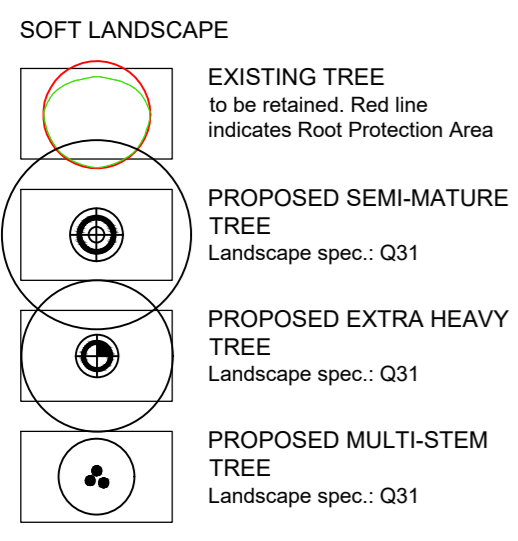 SOFT LANDSCAPE
EXISTING TREE
to be retained. Red line
indicates Root Protection Area
PROPOSED SEMI-MATURE
TREE
Landscape spec.: Q31
PROPOSED EXTRA HEAVY
TREE
Landscape spec.: Q31
PROPOSED MULTI-STEM
TREE
Landscape spec.: Q31